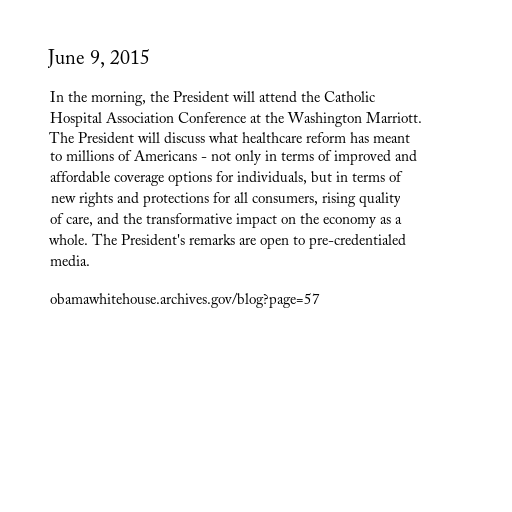 June 9, 2015
In the morning, the President will attend the Catholic
Hospital Association Conference at the Washington Marriott.
The President will discuss what healthcare reform has meant
to millions of Americans - not only in terms of improved and
affordable coverage options for individuals, but in terms of
new rights and protections for all consumers, rising quality
of care, and the transformative impact on the economy as a
whole. The President's remarks are open to pre-credentialed
media.
obamawhitehouse.archives.gov/blog?page=57